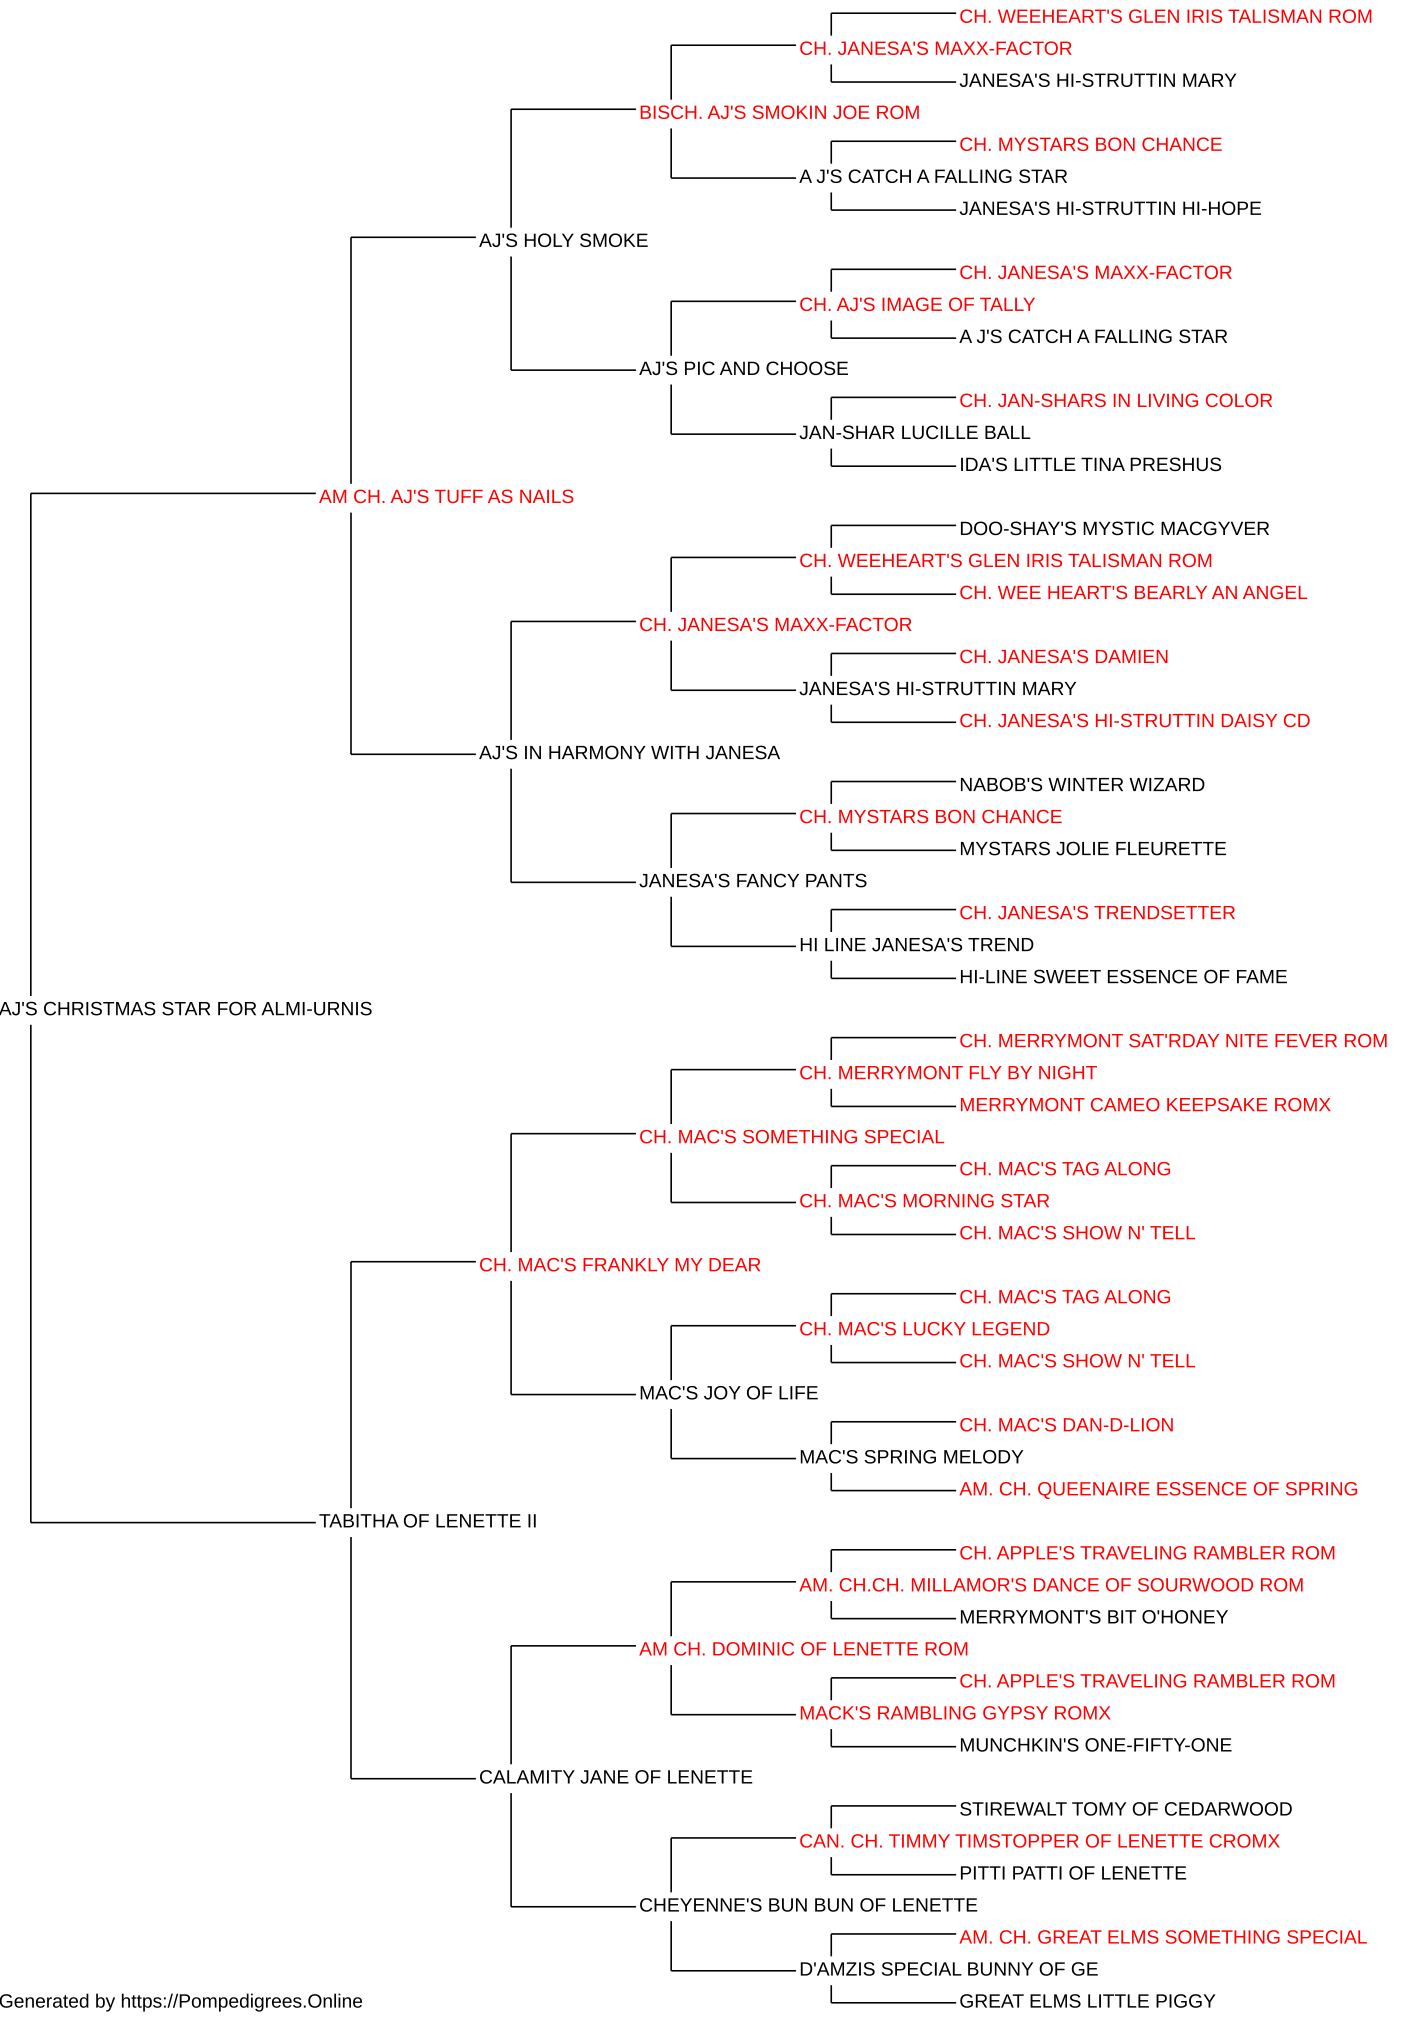 CH. WEEHEART'S GLEN IRIS TALISMAN ROM
CH. JANESA'S MAXX-FACTOR
JANESA'S HI-STRUTTIN MARY
BISCH. AJ'S SMOKIN JOE ROM
CH. MYSTARS BON CHANCE
A J'S CATCH A FALLING STAR
JANESA'S HI-STRUTTIN HI-HOPE
AJ'S HOLY SMOKE
CH. JANESA'S MAXX-FACTOR
CH. AJ'S IMAGE OF TALLY
A J'S CATCH A FALLING STAR
AJ'S PIC AND CHOOSE
CH. JAN-SHARS IN LIVING COLOR
JAN-SHAR LUCILLE BALL
IDA'S LITTLE TINA PRESHUS
AM CH. AJ'S TUFF AS NAILS
DOO-SHAY'S MYSTIC MACGYVER
CH. WEEHEART'S GLEN IRIS TALISMAN ROM
CH. WEE HEART'S BEARLY AN ANGEL
CH. JANESA'S MAXX-FACTOR
CH. JANESA'S DAMIEN
JANESA'S HI-STRUTTIN MARY
CH. JANESA'S HI-STRUTTIN DAISY CD
AJ'S IN HARMONY WITH JANESA
NABOB'S WINTER WIZARD
CH. MYSTARS BON CHANCE
MYSTARS JOLIE FLEURETTE
JANESA'S FANCY PANTS
CH. JANESA'S TRENDSETTER
HI LINE JANESA'S TREND
HI-LINE SWEET ESSENCE OF FAME
AJ'S CHRISTMAS STAR FOR ALMI-URNIS
CH. MERRYMONT SAT'RDAY NITE FEVER ROM
CH. MERRYMONT FLY BY NIGHT
MERRYMONT CAMEO KEEPSAKE ROMX
CH. MAC'S SOMETHING SPECIAL
CH. MAC'S TAG ALONG
CH. MAC'S MORNING STAR
CH. MAC'S SHOW N' TELL
CH. MAC'S FRANKLY MY DEAR
CH. MAC'S TAG ALONG
CH. MAC'S LUCKY LEGEND
CH. MAC'S SHOW N' TELL
MAC'S JOY OF LIFE
CH. MAC'S DAN-D-LION
MAC'S SPRING MELODY
AM. CH. QUEENAIRE ESSENCE OF SPRING
TABITHA OF LENETTE II
CH. APPLE'S TRAVELING RAMBLER ROM
AM. CH.CH. MILLAMOR'S DANCE OF SOURWOOD ROM
MERRYMONT'S BIT O'HONEY
AM CH. DOMINIC OF LENETTE ROM
CH. APPLE'S TRAVELING RAMBLER ROM
MACK'S RAMBLING GYPSY ROMX
MUNCHKIN'S ONE-FIFTY-ONE
CALAMITY JANE OF LENETTE
STIREWALT TOMY OF CEDARWOOD
CAN. CH. TIMMY TIMSTOPPER OF LENETTE CROMX
PITTI PATTI OF LENETTE
CHEYENNE'S BUN BUN OF LENETTE
AM. CH. GREAT ELMS SOMETHING SPECIAL
D'AMZIS SPECIAL BUNNY OF GE
GREAT ELMS LITTLE PIGGY
Generated by https://Pompedigrees.Online